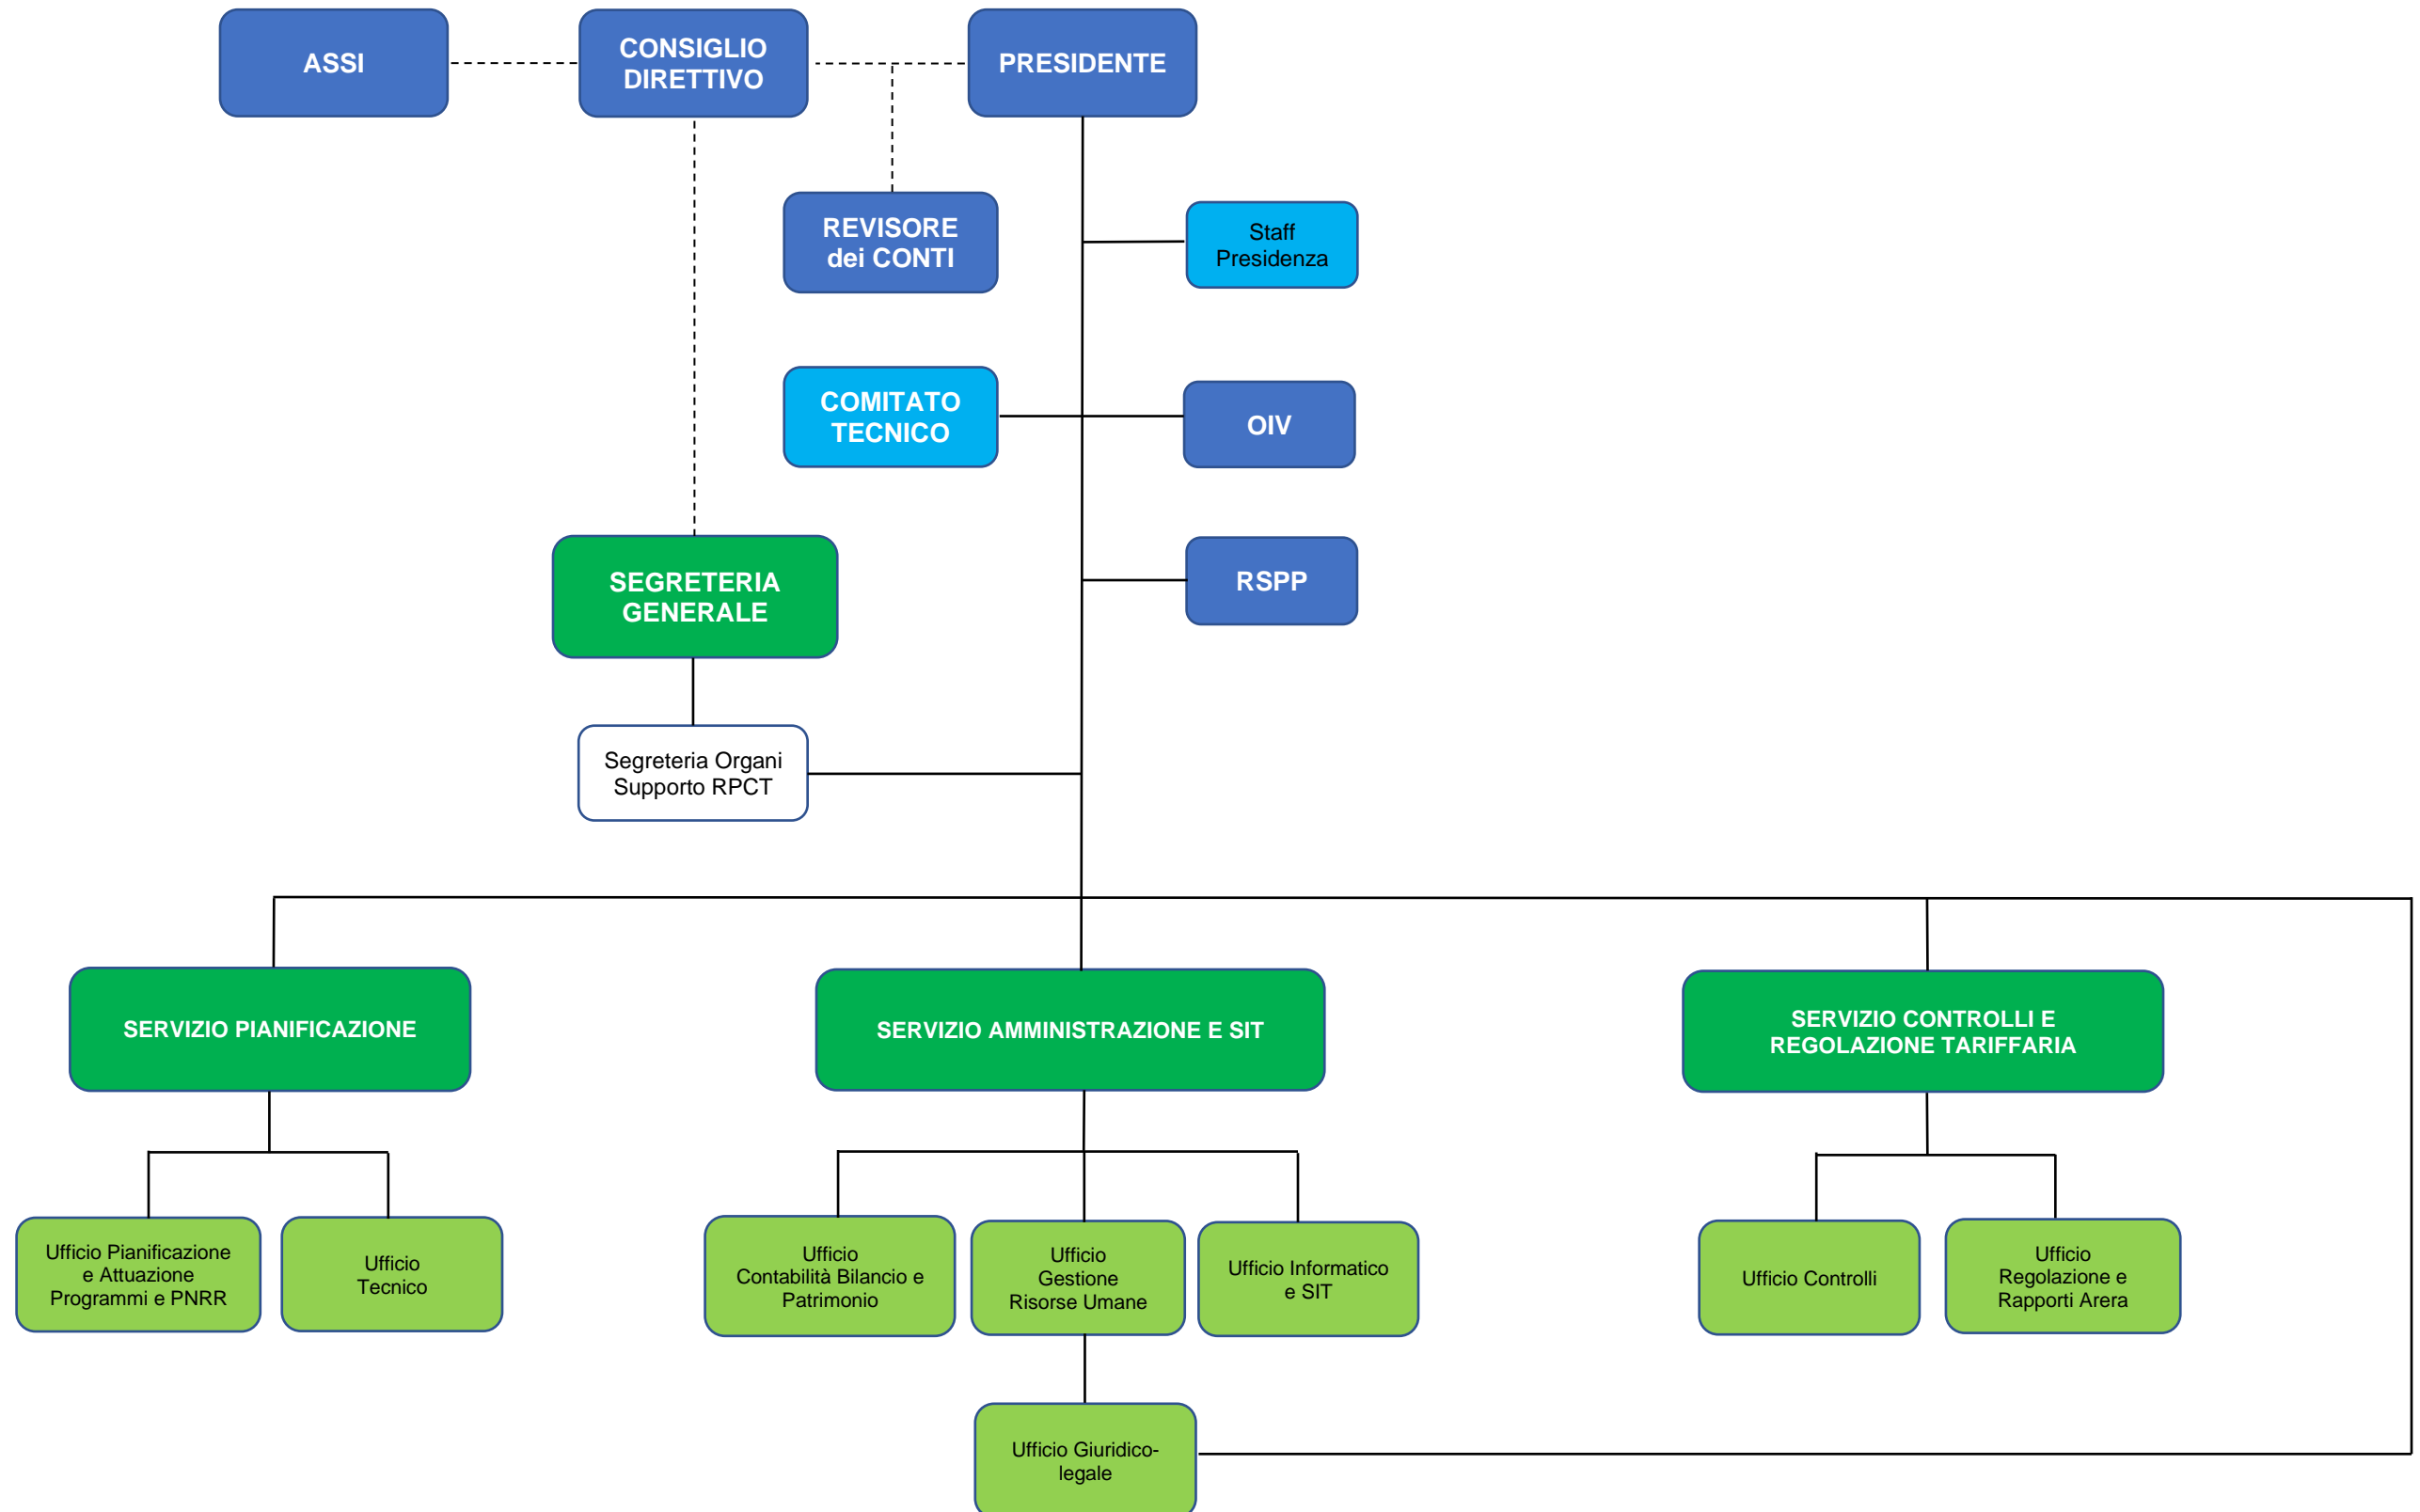 ASSI
CONSIGLIO
DIRETTIVO
PRESIDENTE
REVISORE
dei CONTI
Staff
Presidenza
COMITATO
TECNICO
OIV
SEGRETERIA
GENERALE
RSPP
Segreteria Organi
Supporto RPCT
SERVIZIO PIANIFICAZIONE
SERVIZIO AMMINISTRAZIONE E SIT
SERVIZIO CONTROLLI E
REGOLAZIONE TARIFFARIA
Ufficio Pianificazione
e Attuazione
Programmi e PNRR
Ufficio
Tecnico
Ufficio
Contabilità Bilancio e
Patrimonio
Ufficio
Gestione
Risorse Umane
Ufficio Informatico
e SIT
Ufficio Controlli
Ufficio
Regolazione e
Rapporti Arera
Ufficio Giuridico-
legale